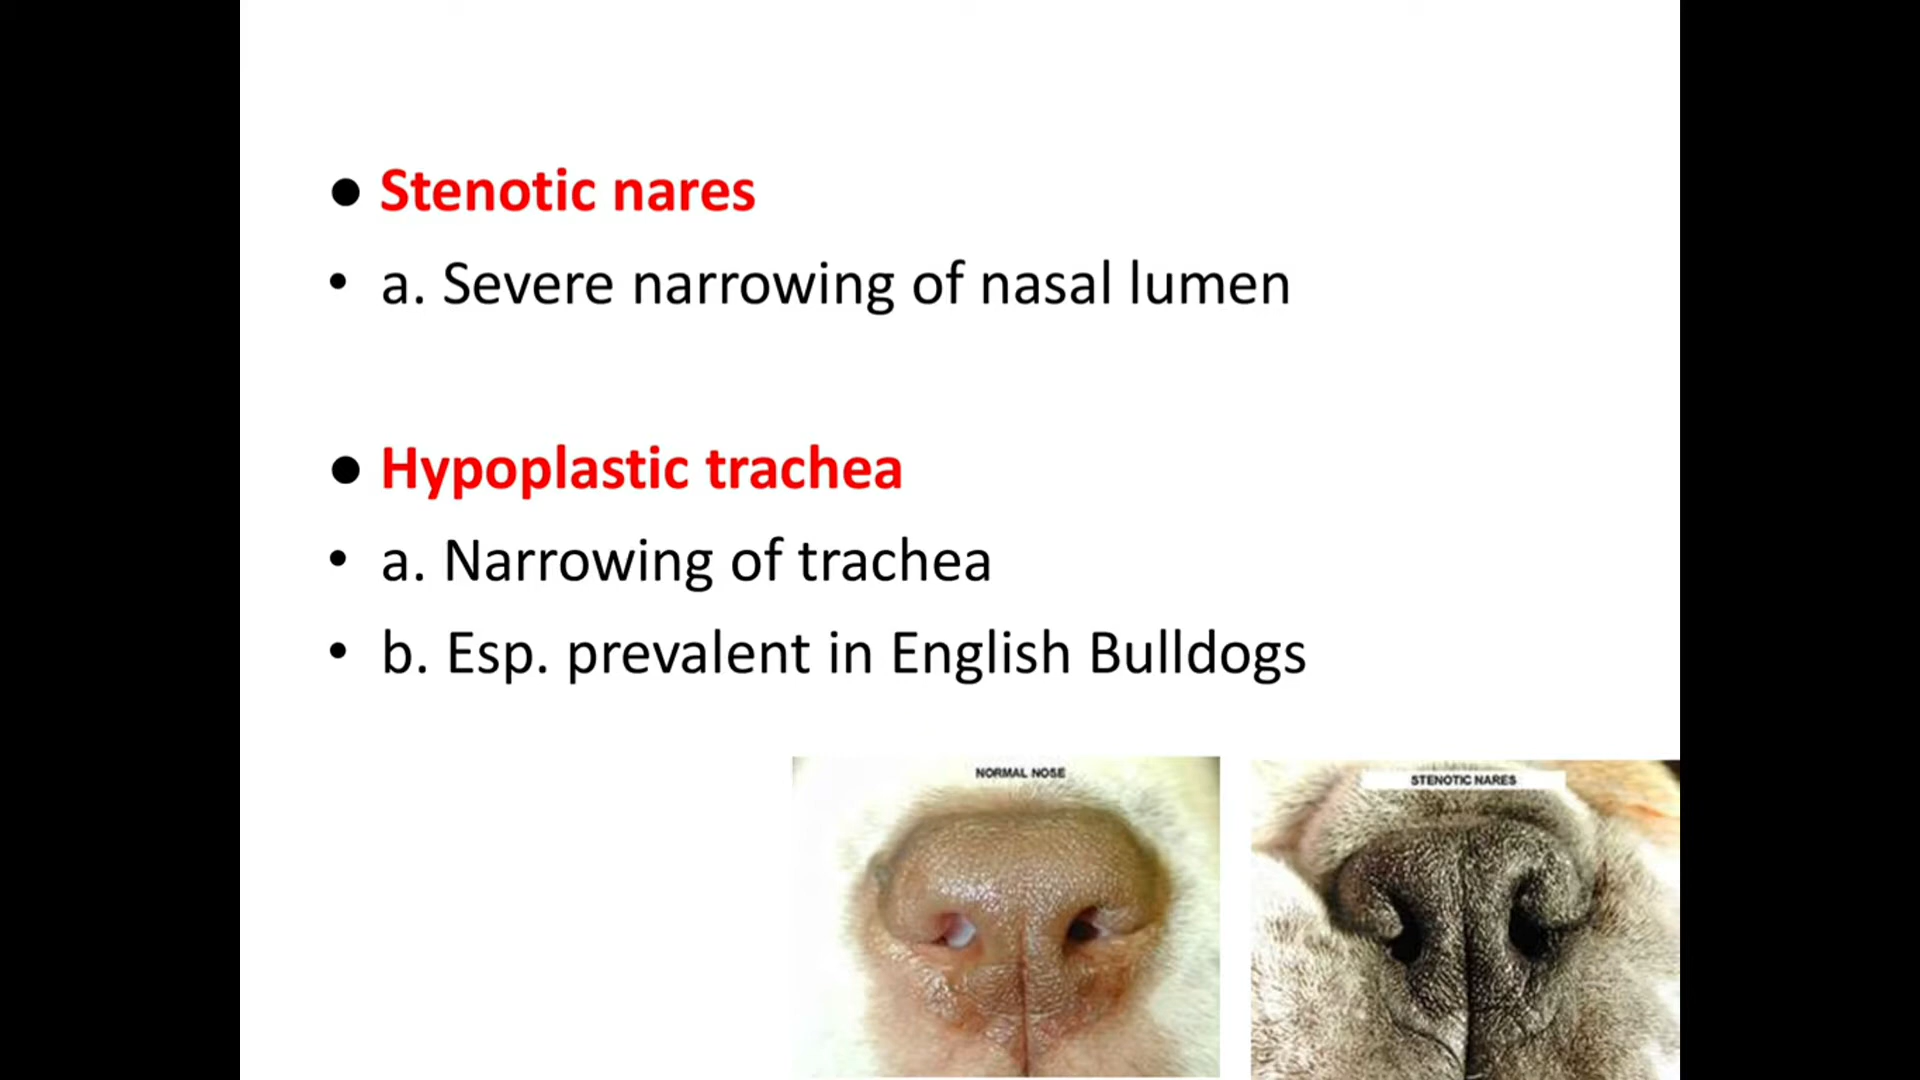 ● Stenotic nares
• a. Severe narrowing of nasal lumen
● Hypoplastic trachea
• a. Narrowing of trachea
• b. Esp. prevalent in English Bulldogs
NORMAL NOSE
STENOTIC NARES